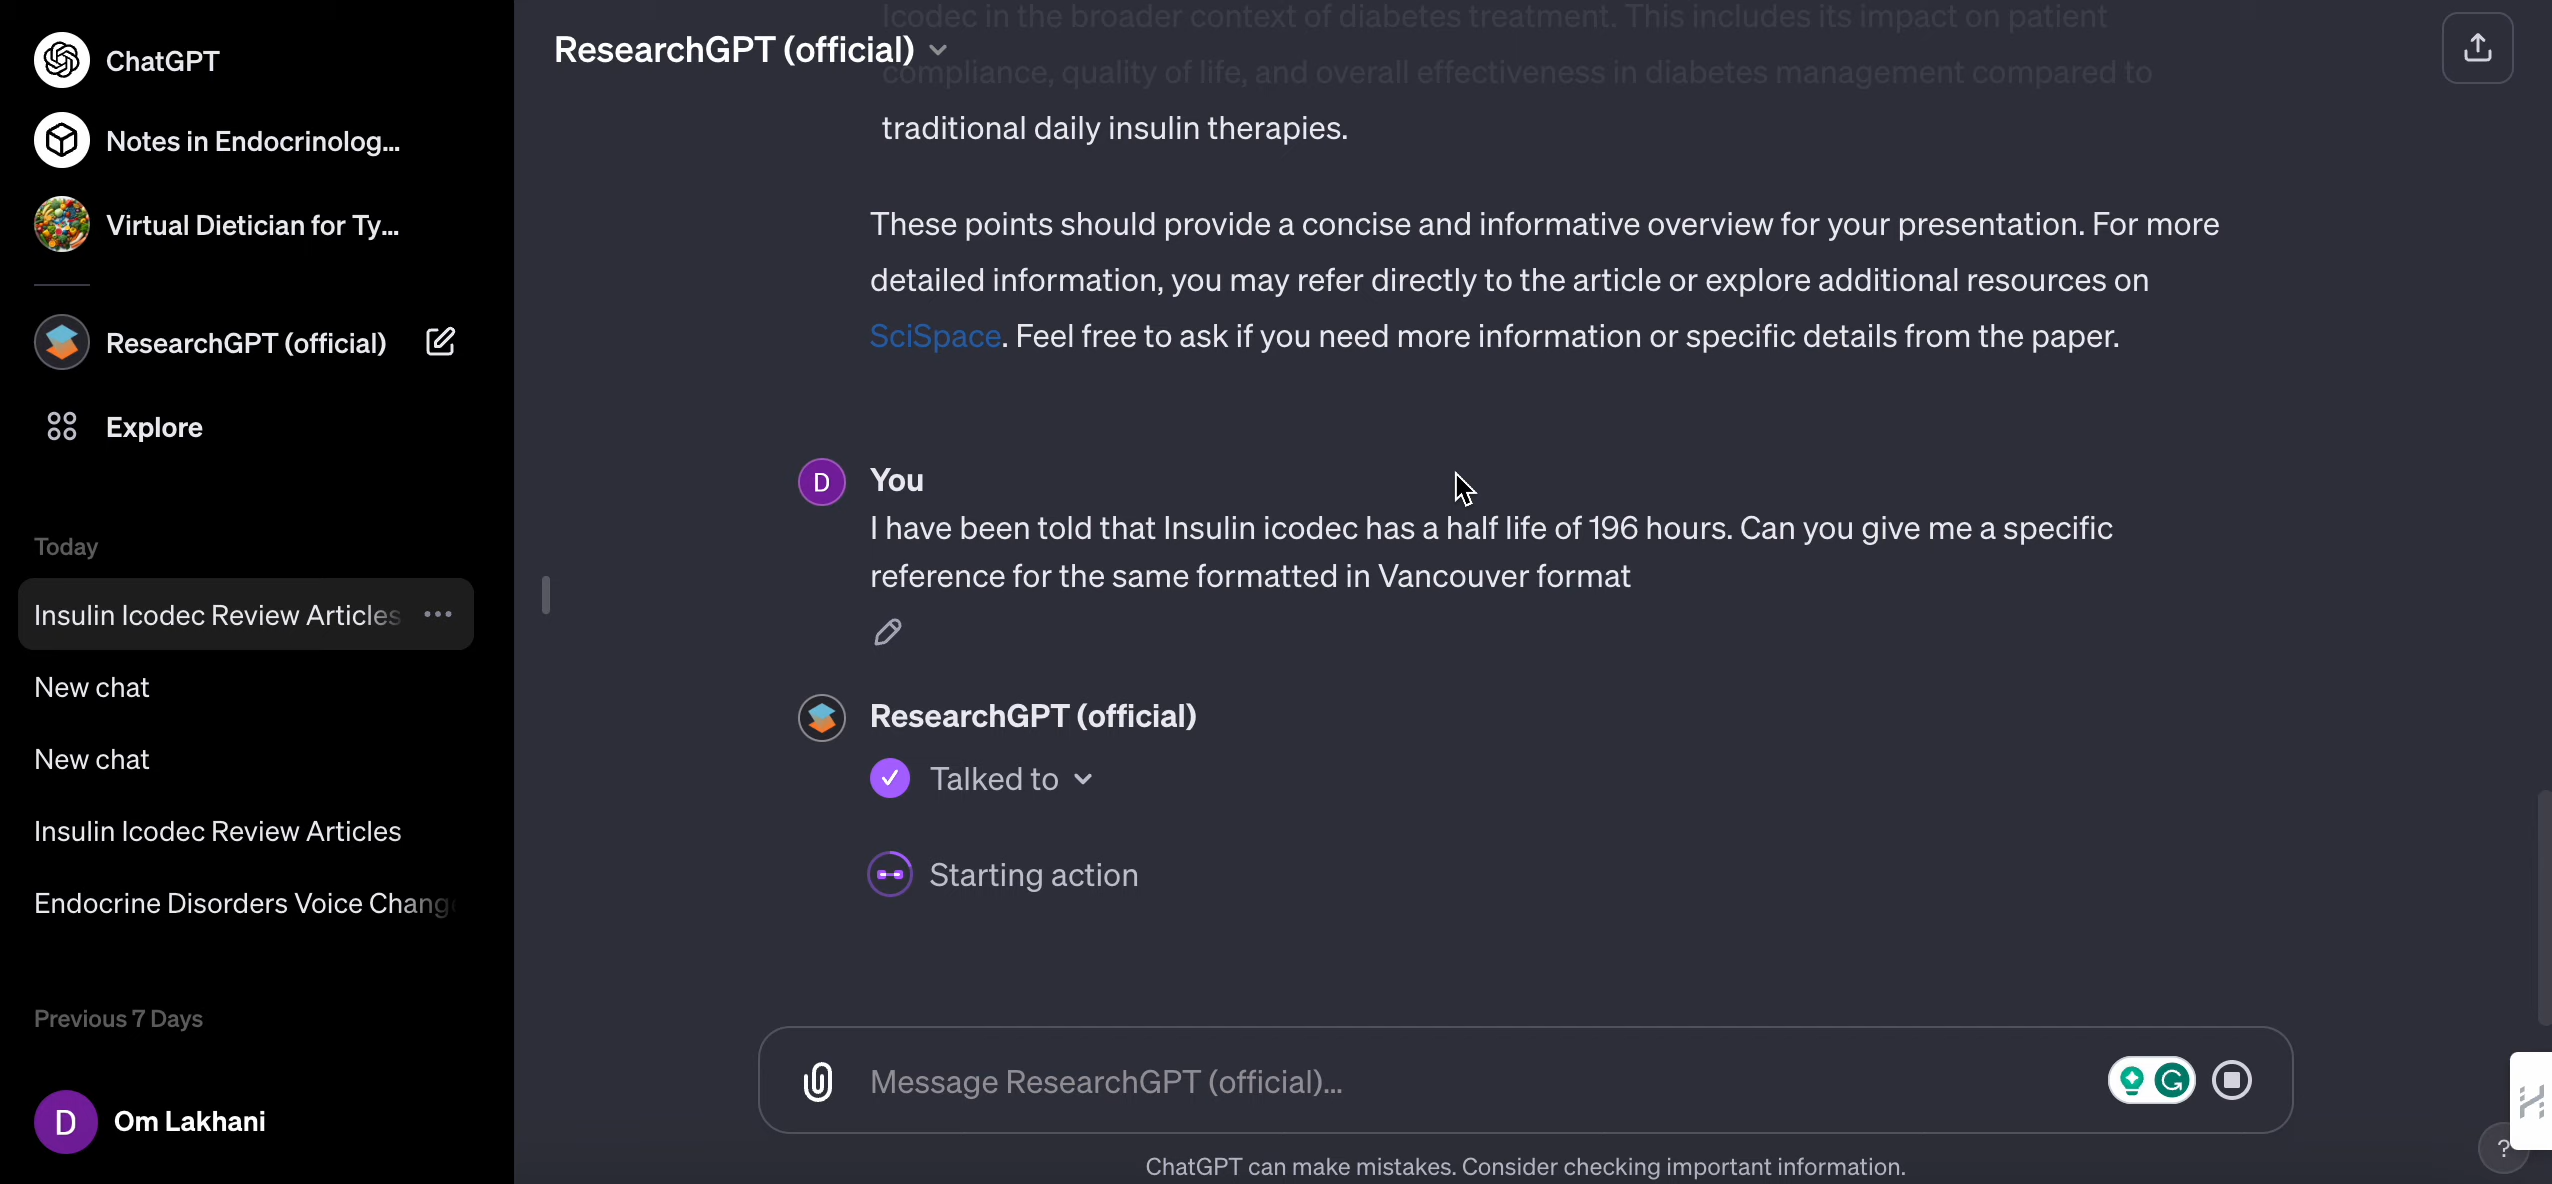 ChatGPT
Notes in Endocrinolog...
Virtual Dietician for Ty...
ResearchGPT (official)
Explore
Today
Insulin Icodec Review Articles
New chat
New chat
Insulin Icodec Review Articles
Endocrine Disorders Voice Chang
Previous 7 Days
D
Om Lakhani
ResearchGPT (official)
Icodec in the broader context of diabetes treatment. This includes its impact on patient
compliance, quality of life, and overall effectiveness in diabetes management compared to
traditional daily insulin therapies.
These points should provide a concise and informative overview for your presentation. For more
detailed information, you may refer directly to the article or explore additional resources on
SciSpace. Feel free to ask if you need more information or specific details from the paper.
D
You
I have been told that Insulin icodec has a half life of 196 hours. Can you give me a specific
reference for the same formatted in Vancouver format
ResearchGPT (official)
Talked to
Starting action
Message ResearchGPT (official)...
G
ChatGPT can make mistakes. Consider checking important information.
?